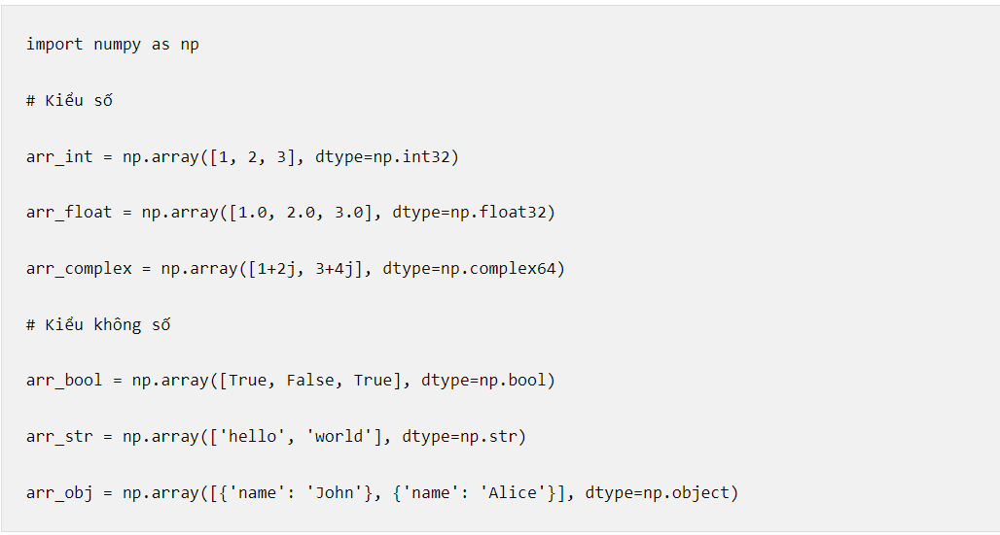 import numpy as np
# Kiểu số
arr_int = np.array([1, 2, 3], dtype=np.int32)
arr_float = np.array([1.0, 2.0, 3.0], dtype=np.float32)
arr_complex = np.array([1+2j, 3+4j], dtype=np.complex64)
# Kiểu không số
arr_bool = np.array([True, False, True], dtype=np.bool)
arr_str = np.array(['hello', 'world'], dtype=np.str)
arr_obj = np.array([{'name': 'John'}, {'name': 'Alice'}], dtype=np.object)